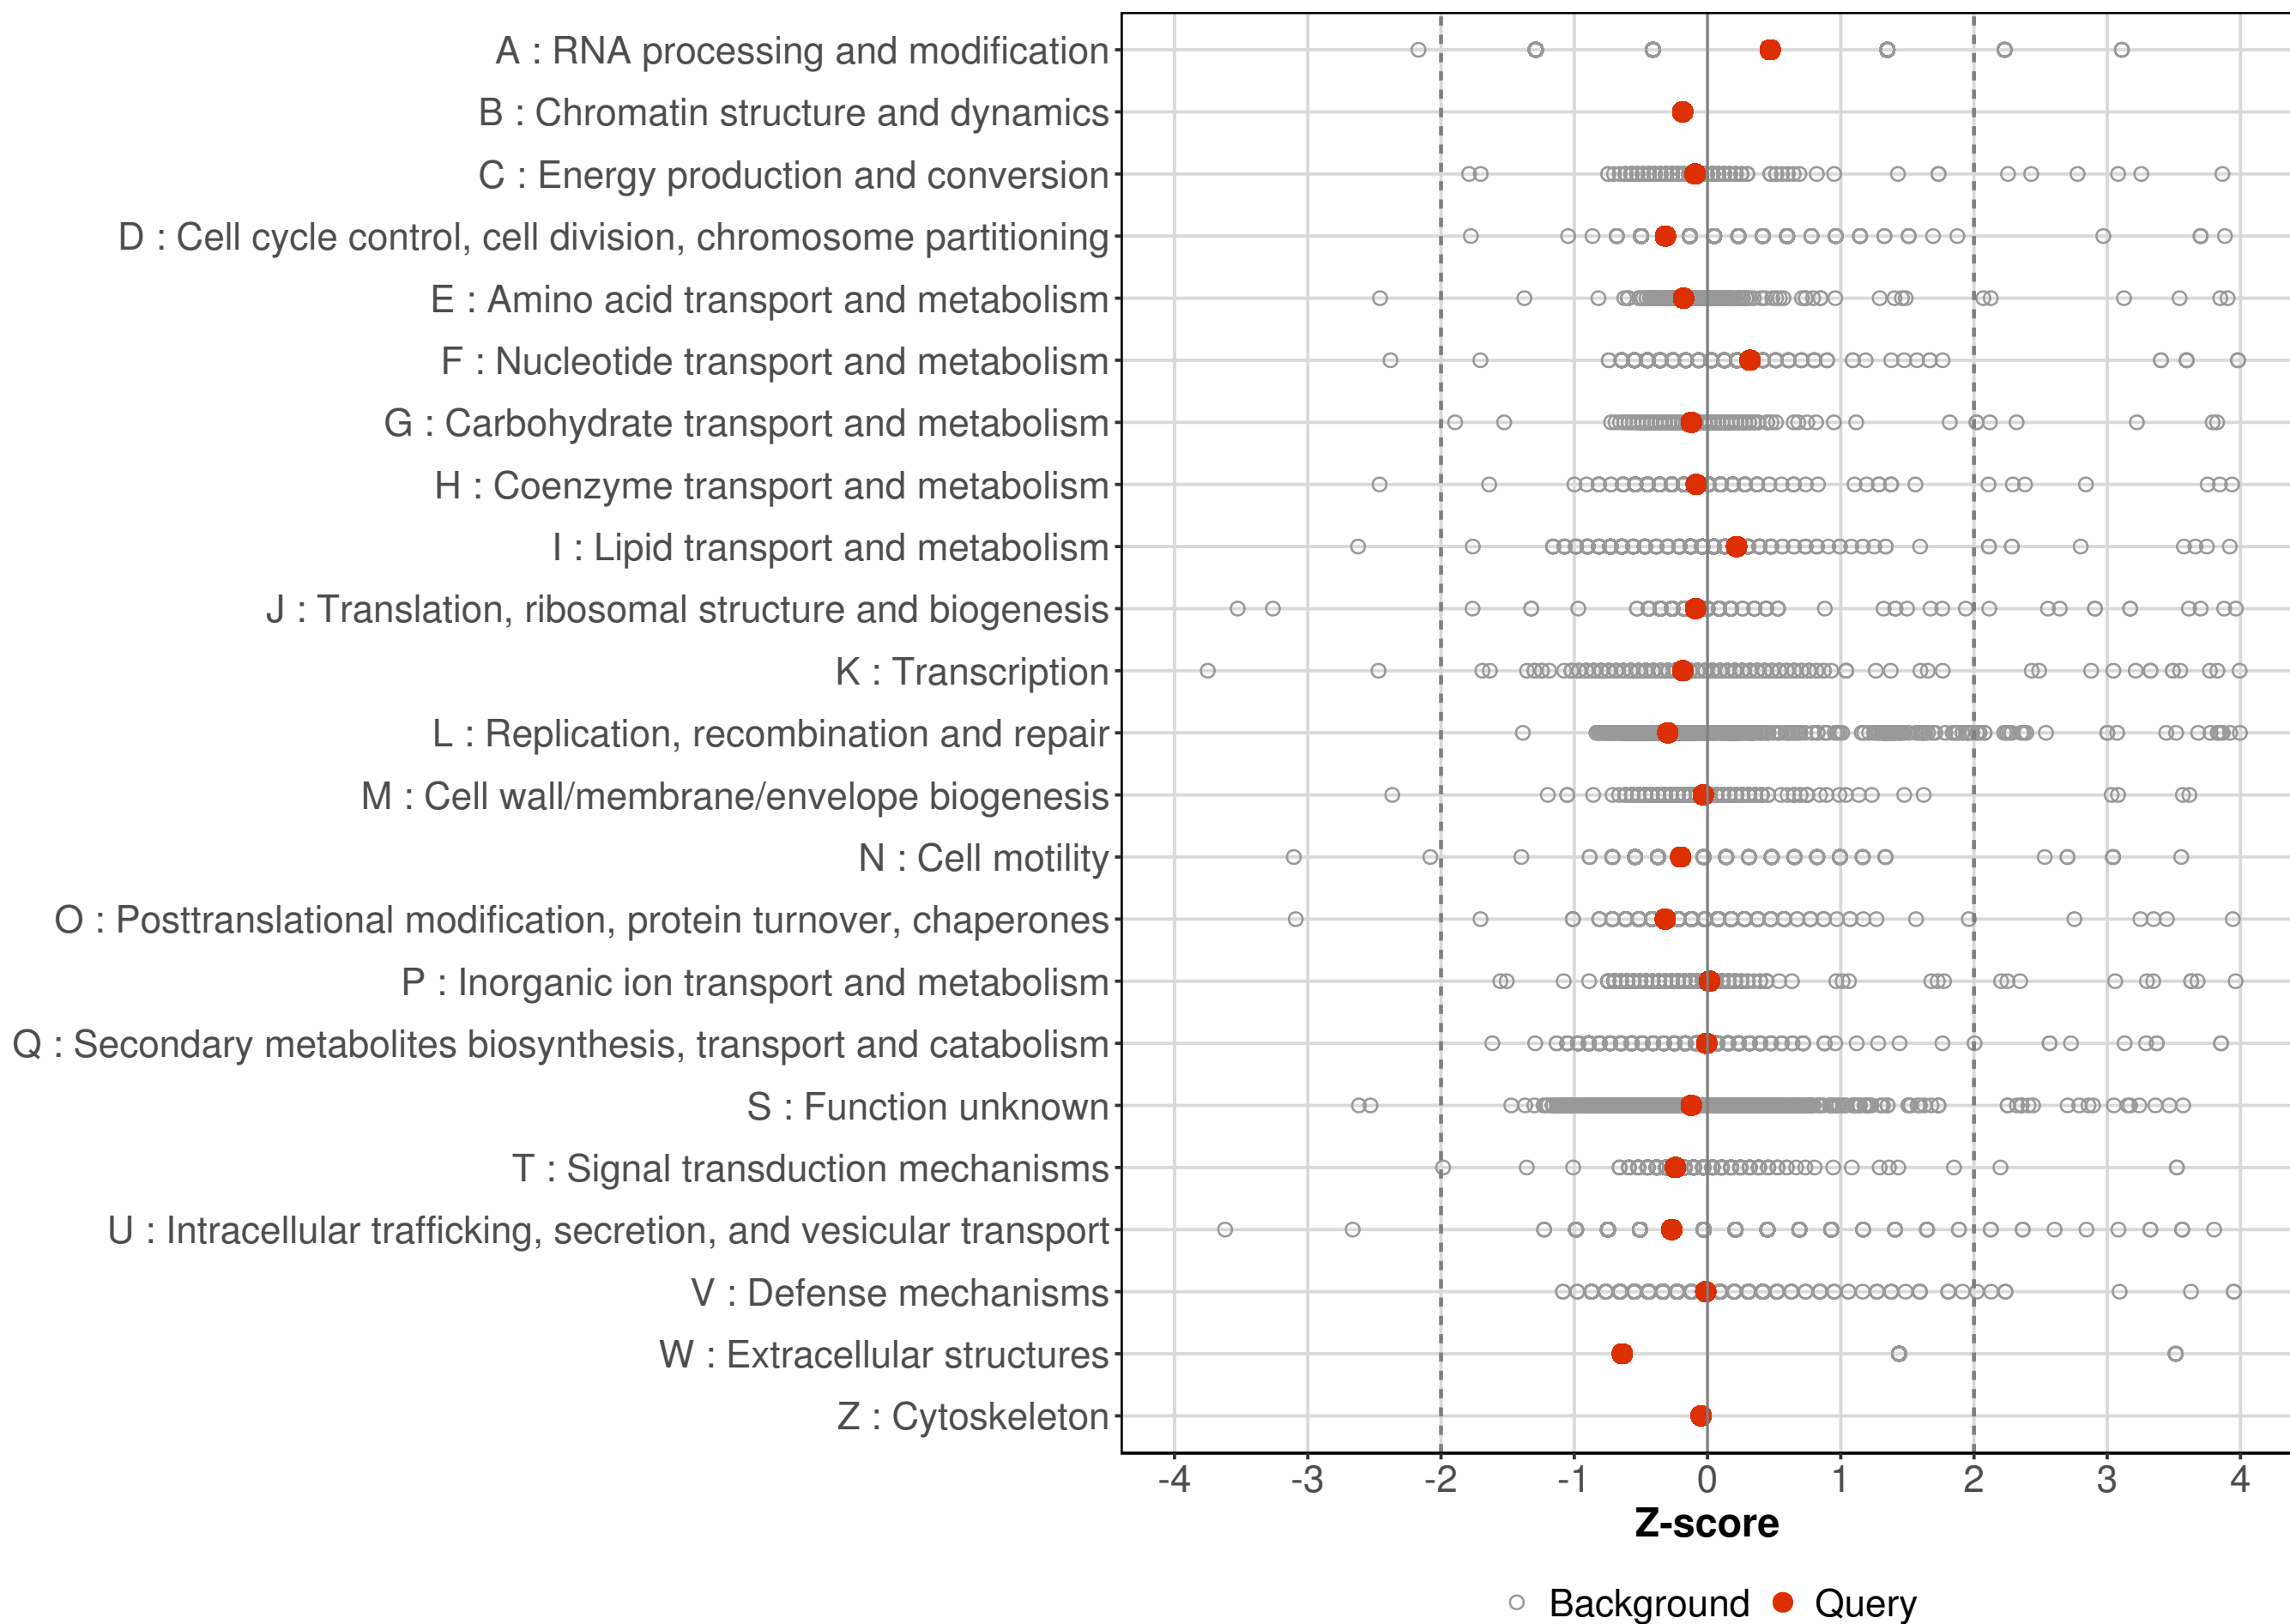 A : RNA processing and modification
B : Chromatin structure and dynamics
C : Energy production and conversion
D : Cell cycle control, cell division, chromosome partitioning
E : Amino acid transport and metabolism
F : Nucleotide transport and metabolism
G : Carbohydrate transport and metabolism
H : Coenzyme transport and metabolism
I : Lipid transport and metabolism
J : Translation, ribosomal structure and biogenesis
K : Transcription
L : Replication, recombination and repair
M : Cell wall/membrane/envelope biogenesis
N : Cell motility
O : Posttranslational modification, protein turnover, chaperones
P : Inorganic ion transport and metabolism
Q : Secondary metabolites biosynthesis, transport and catabolism
S : Function unknown
T : Signal transduction mechanisms
U : Intracellular trafficking, secretion, and vesicular transport
V : Defense mechanisms
W : Extracellular structures
Z : Cytoskeleton
-4 -3 -2 -1 0 1 2 3 4
Z-score
Background Query